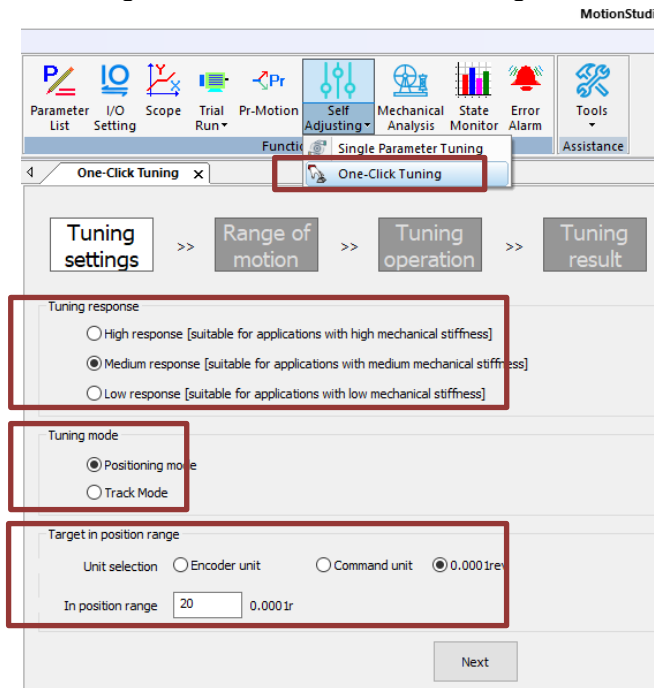 MotionStudi
Parameter List
I/O Setting
Scope
Trial Run
Pr-Motion
Self Adjusting
Mechanical Analysis
State Monitor
Error Alarm
Tools
Functio
Single Parameter Tuning
Assistance
One-Click Tuning x
One-Click Tuning
Tuning settings >> Range of motion >> Tuning operation >> Tuning result
Tuning response
High response [suitable for applications with high mechanical stiffness]
Medium response [suitable for applications with medium mechanical stiffness]
Low response [suitable for applications with low mechanical stiffness]
Tuning mode
Positioning mode
Track Mode
Target in position range
Unit selection Encoder unit Command unit 0.0001rev
In position range 20 0.0001r
Next